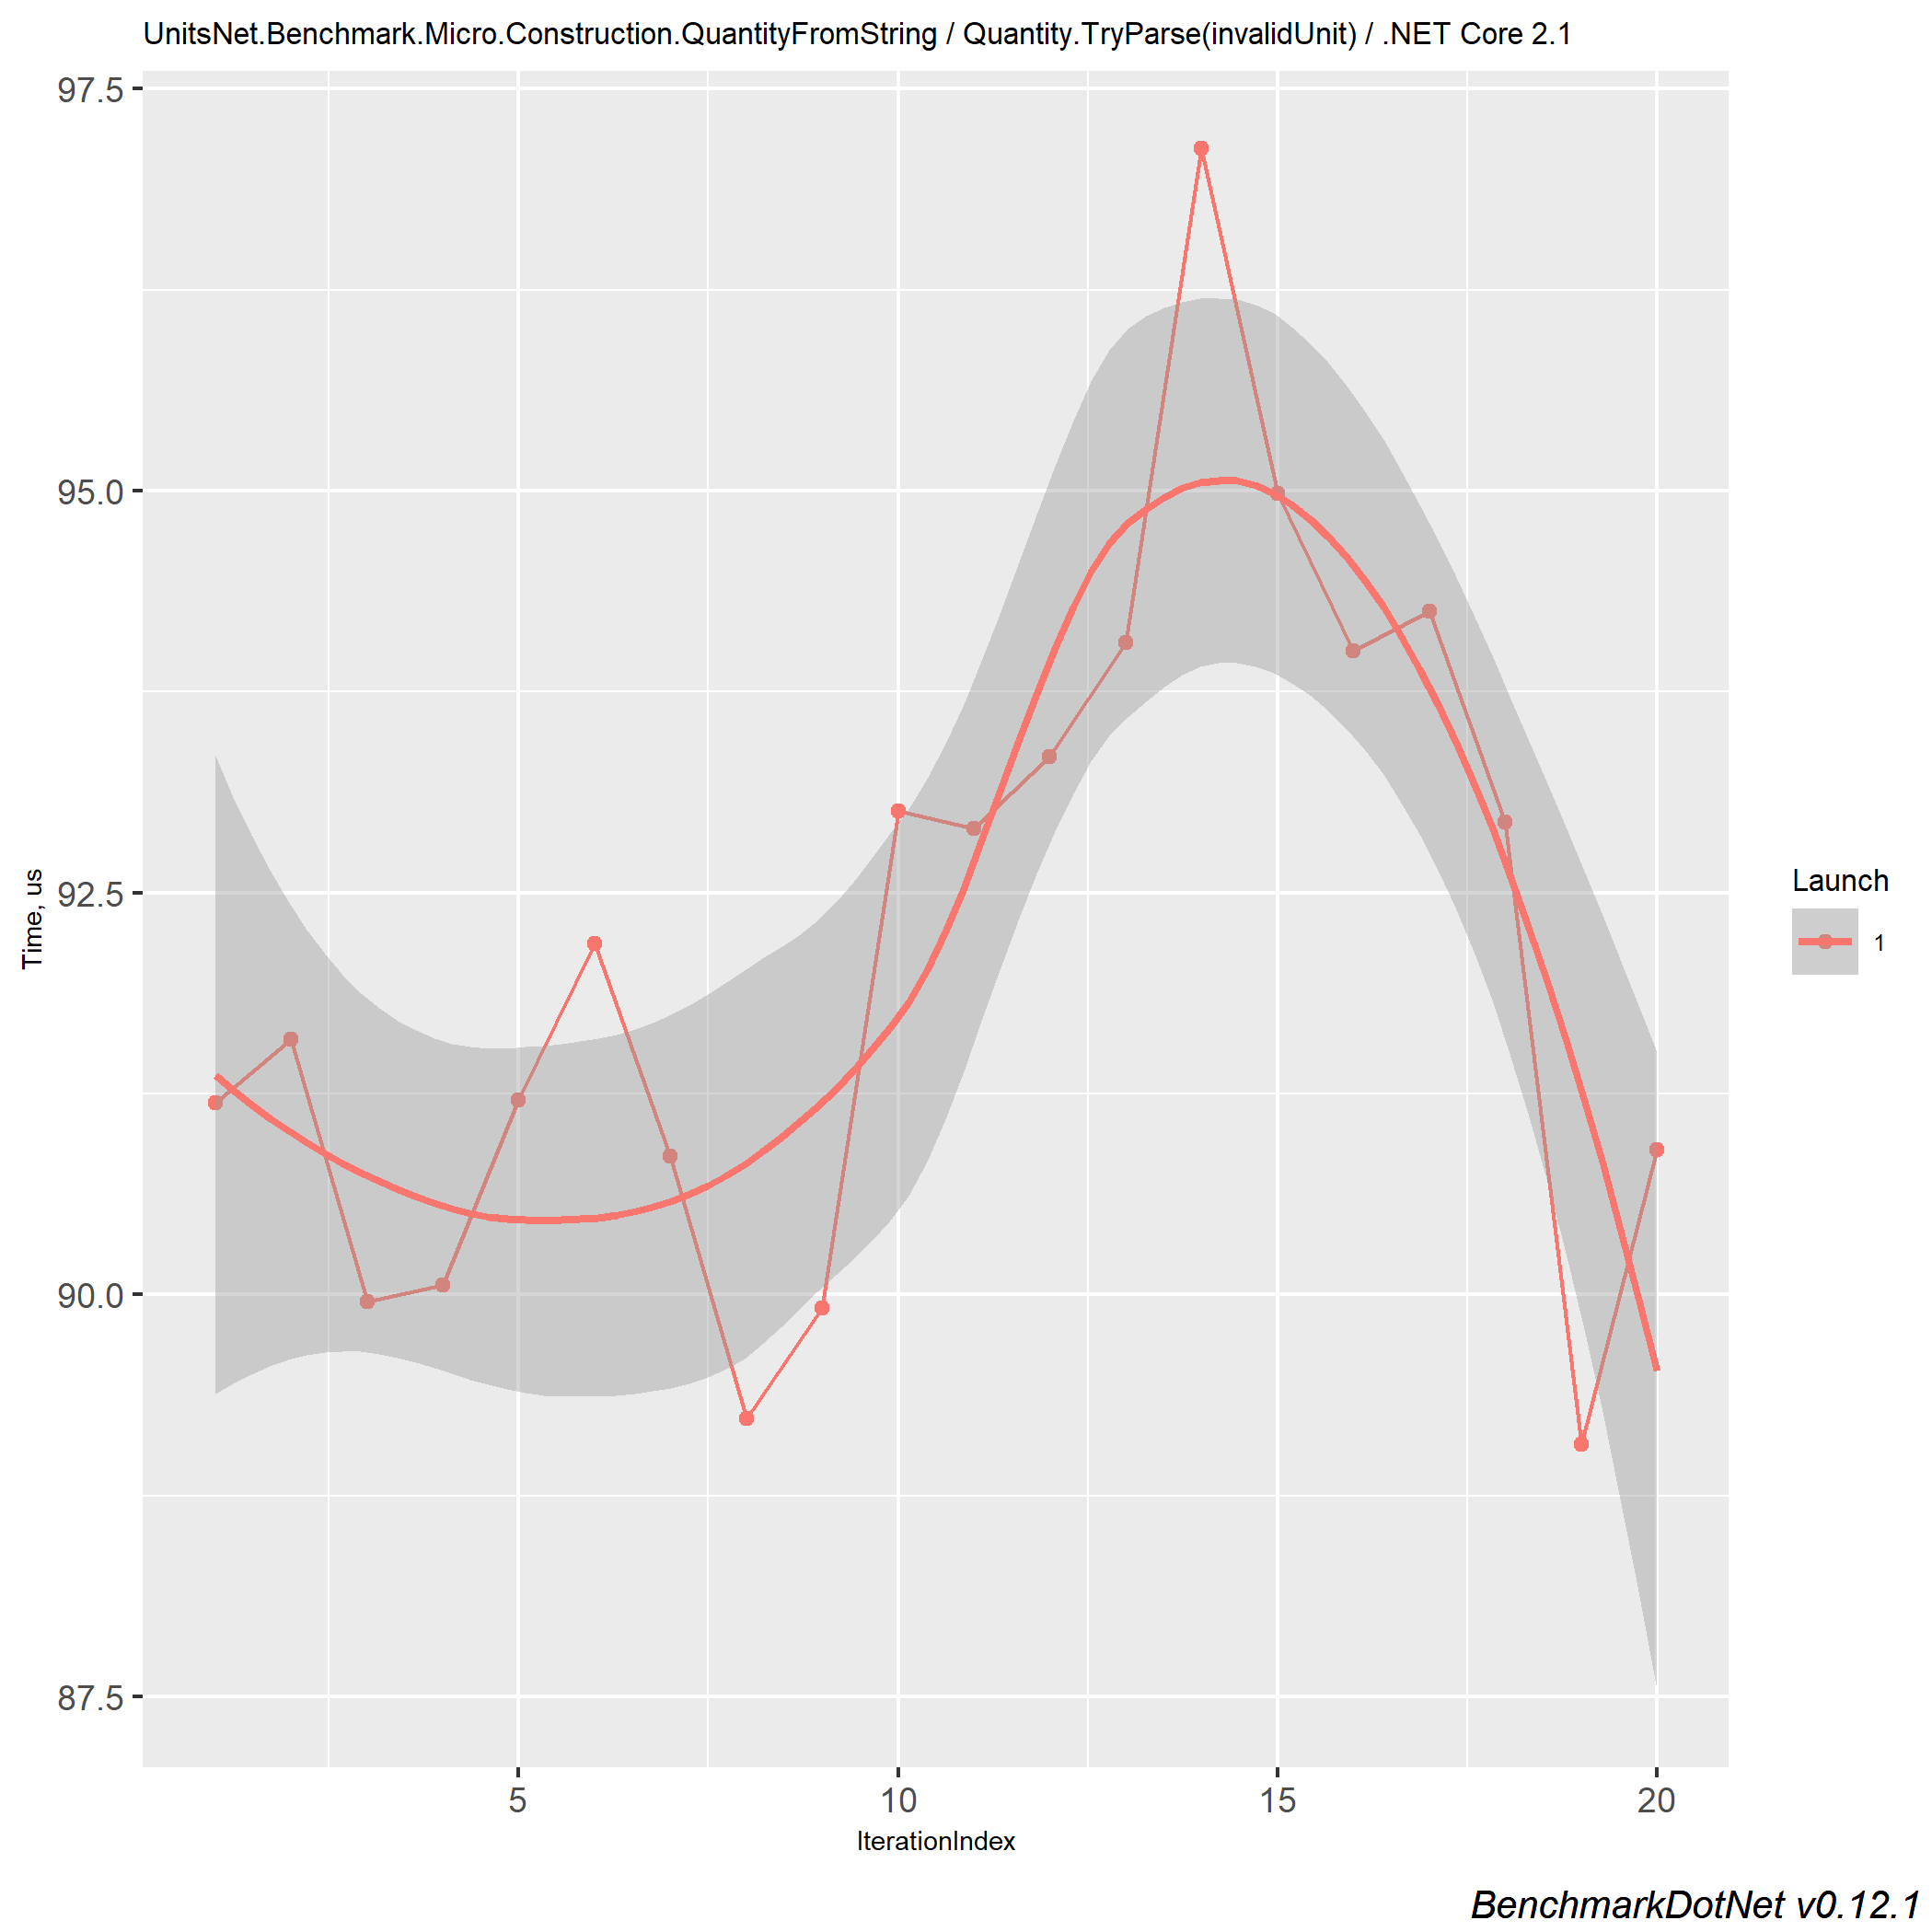 UnitsNet.Benchmark.Micro.Construction.QuantityFromString / Quantity.TryParse(invalidUnit) / .NET Core 2.1
97.5
95.0
92.5
90.0
87.5
Time, us
5 10 15 20
IterationIndex
Launch
1
BenchmarkDotNet v0.12.1